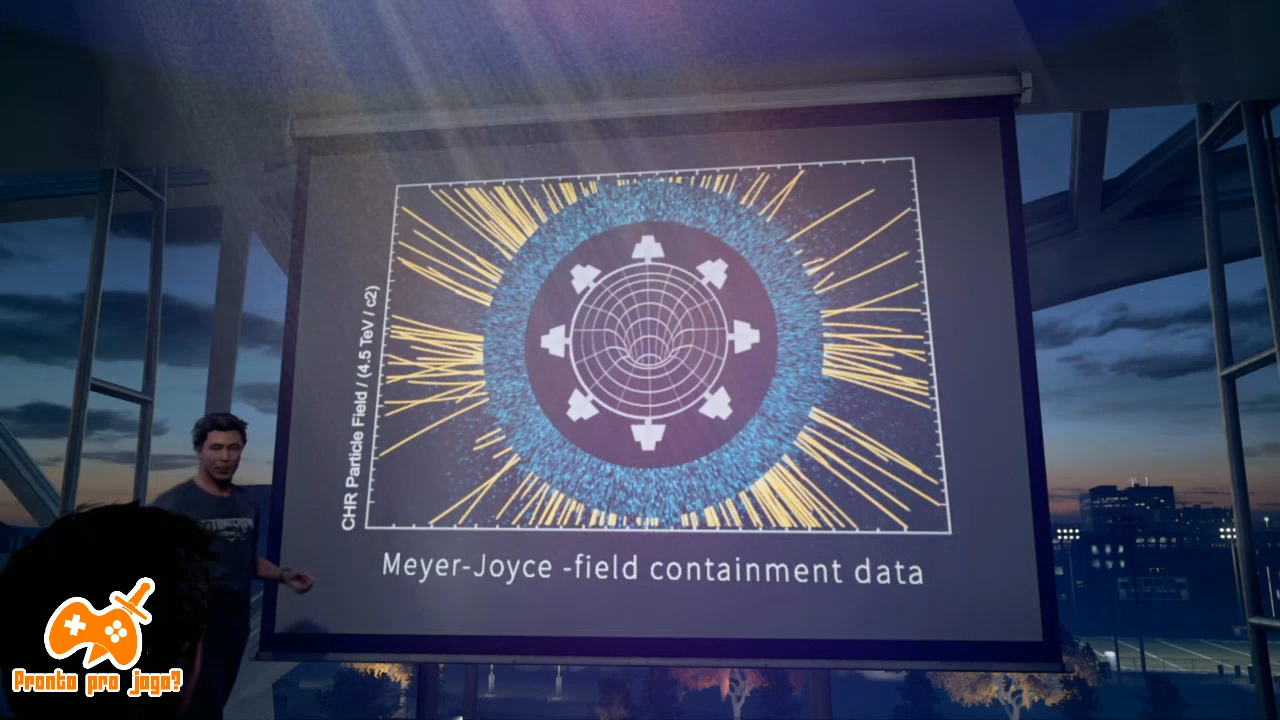 CHR Particle Field / (4.5 TeV / c2)
Meyer-Joyce -field containment data
Pronto pro jogo?